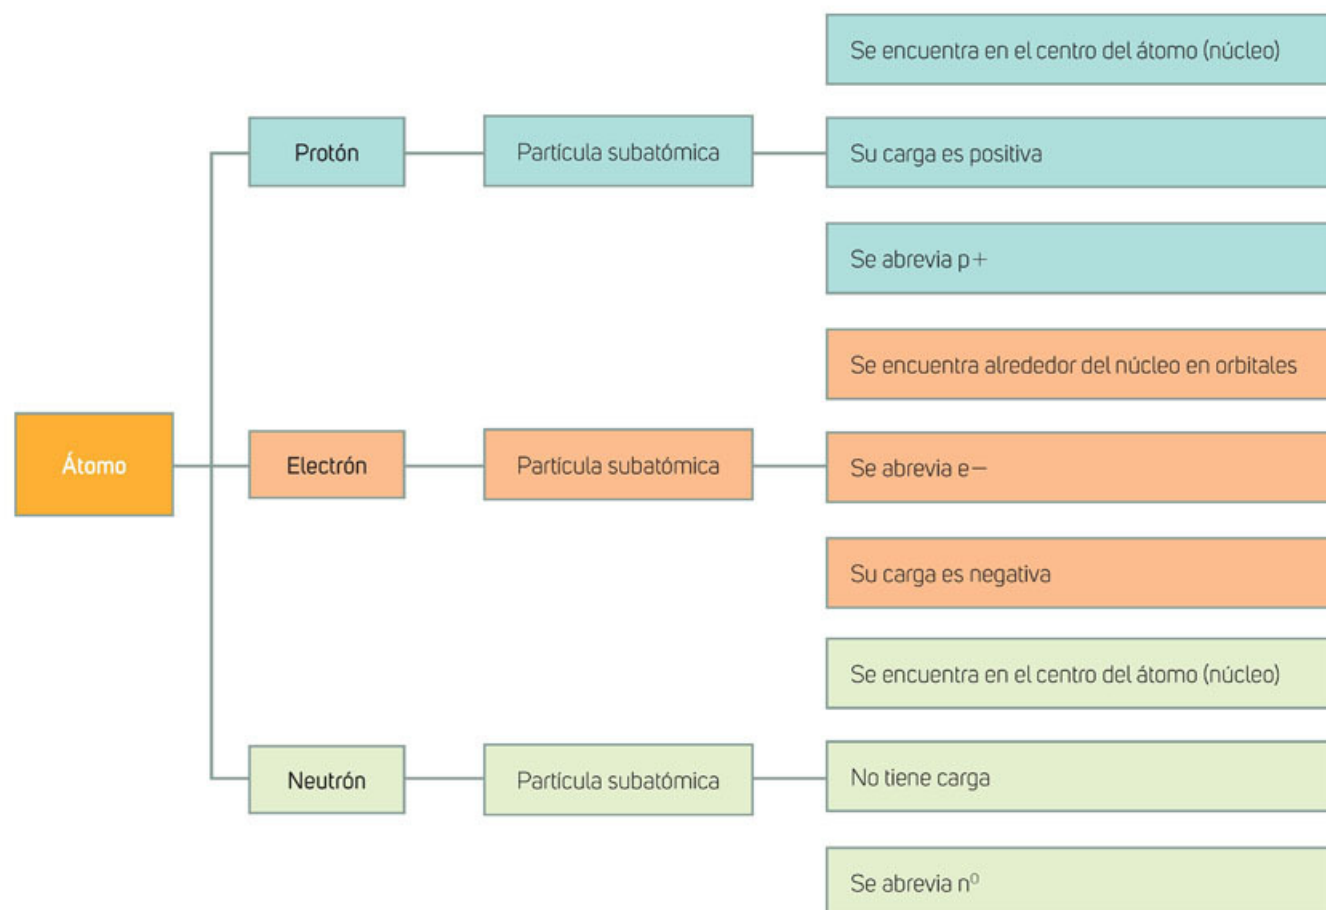 Se encuentra en el centro del átomo (núcleo)
Protón
Partícula subatómica
Su carga es positiva
Se abrevia p+
Se encuentra alrededor del núcleo en orbitales
Átomo
Electrón
Partícula subatómica
Se abrevia e−
Su carga es negativa
Se encuentra en el centro del átomo (núcleo)
Neutrón
Partícula subatómica
No tiene carga
Se abrevia n⁰